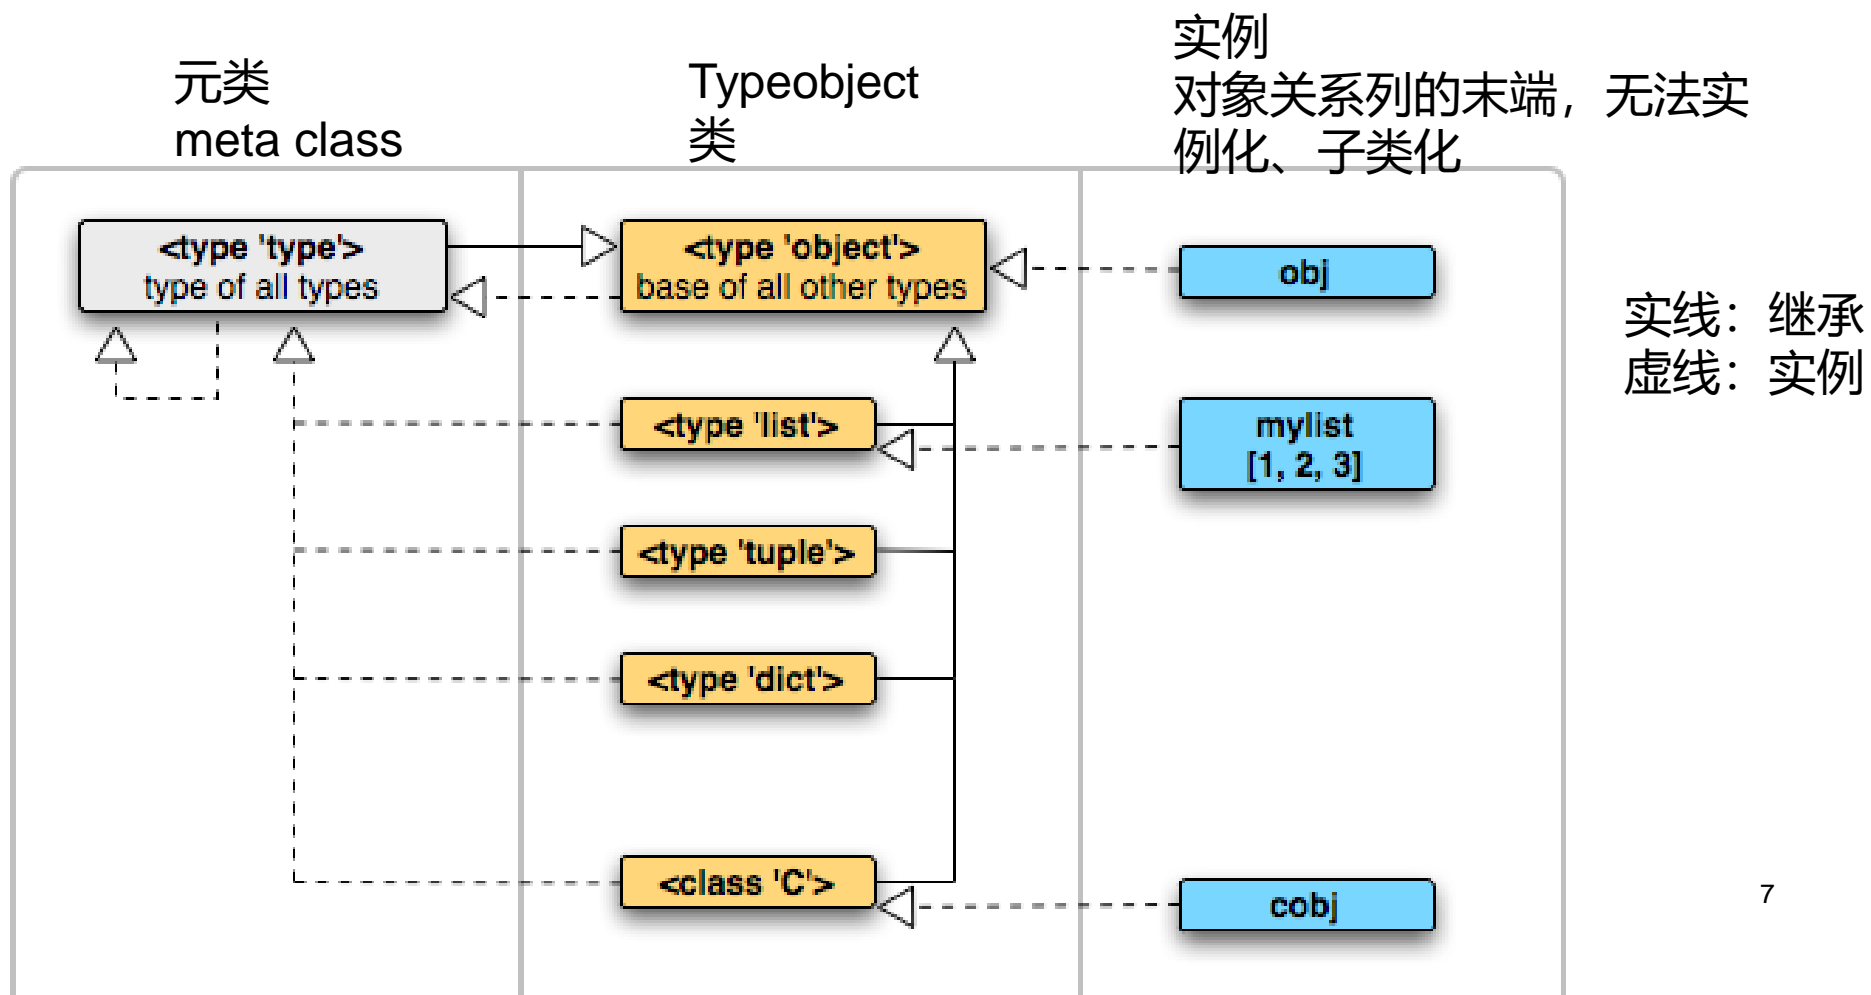 元类
meta class
Typeobject
类
实例
对象关系列的末端，无法实
例化、子类化
<type 'type'>
type of all types
<type 'object'>
base of all other types
obj
实线：继承
虚线：实例
<type 'list'>
mylist
[1, 2, 3]
<type 'tuple'>
<type 'dict'>
<class 'C'>
cobj
7